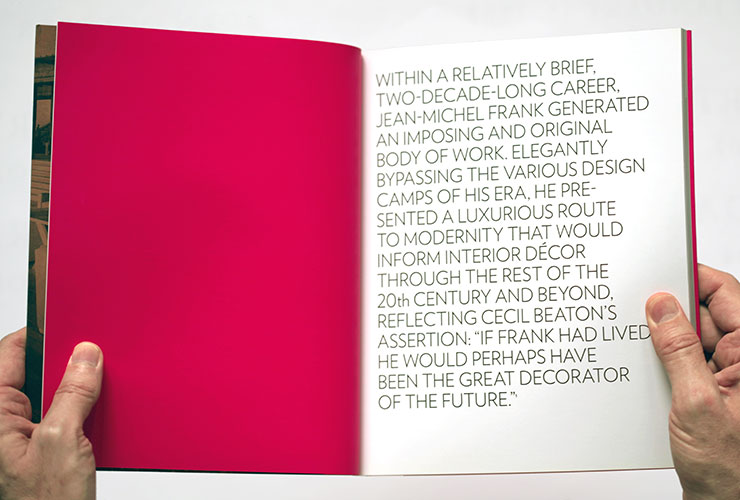 WITHIN A RELATIVELY BRIEF,
TWO-DECADE-LONG CAREER,
JEAN-MICHEL FRANK GENERATED
AN IMPOSING AND ORIGINAL
BODY OF WORK. ELEGANTLY
BYPASSING THE VARIOUS DESIGN
CAMPS OF HIS ERA, HE PRE-
SENTED A LUXURIOUS ROUTE
TO MODERNITY THAT WOULD
INFORM INTERIOR DÉCOR
THROUGH THE REST OF THE
20th CENTURY AND BEYOND,
REFLECTING CECIL BEATON'S
ASSERTION: “IF FRANK HAD LIVED
HE WOULD PERHAPS HAVE
BEEN THE GREAT DECORATOR
OF THE FUTURE.”